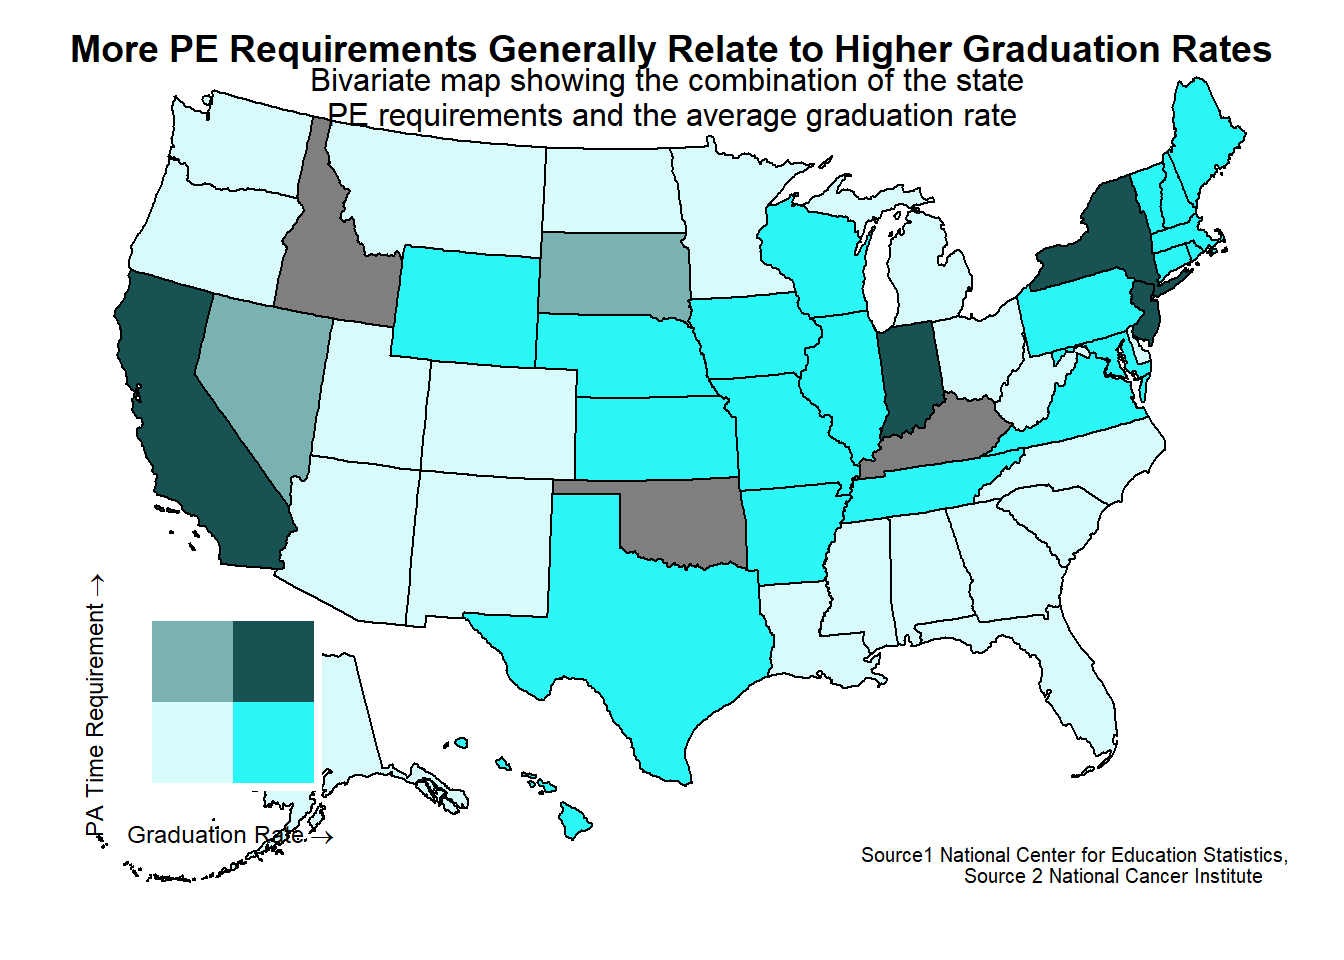 More PE Requirements Generally Relate to Higher Graduation Rates
Bivariate map showing the combination of the state
PE requirements and the average graduation rate
PA Time Requirement →
Graduation Rate →
Source1 National Center for Education Statistics,
Source 2 National Cancer Institute